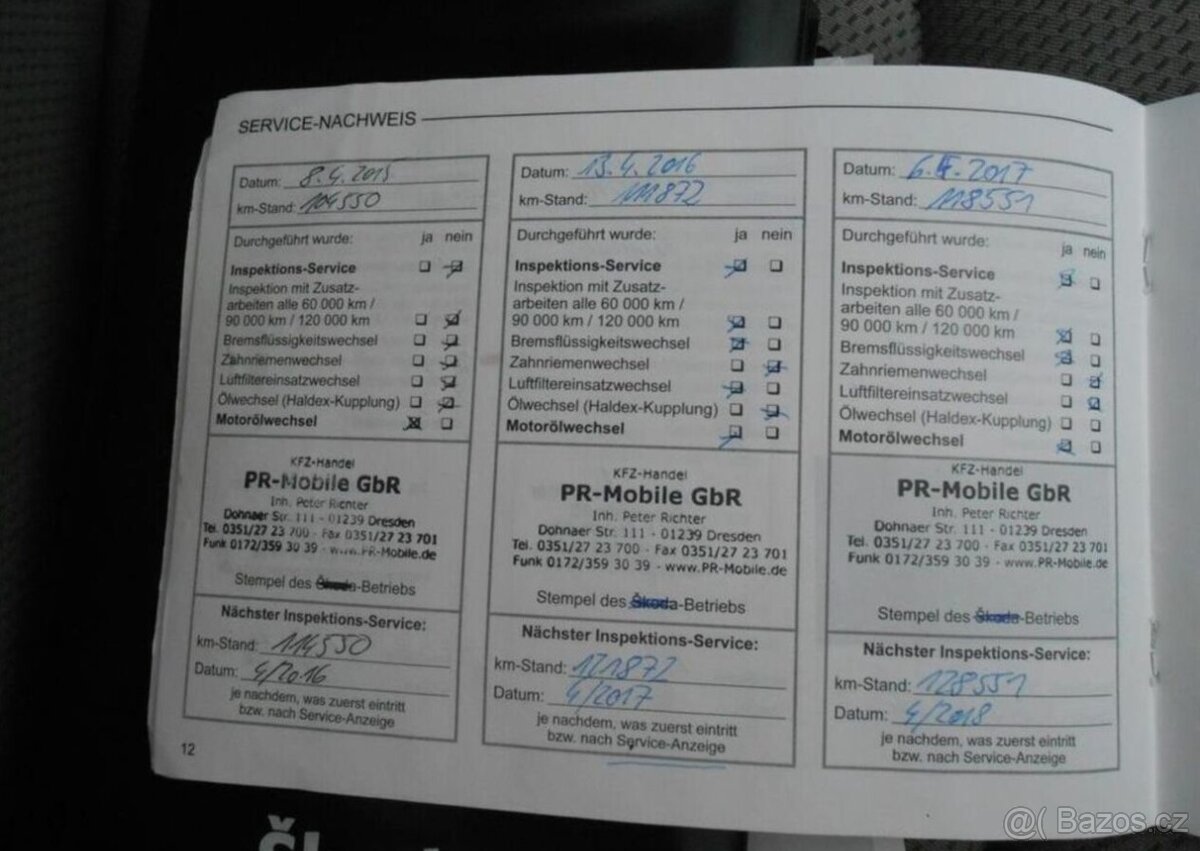 SERVICE-NACHWEIS
Datum: 8.4.2015
km-Stand: 104550
Durchgeführt wurde: ja nein
Inspektions-Service
Inspektion mit Zusatz-
arbeiten alle 60 000 km /
90 000 km / 120 000 km
Bremsflüssigkeitswechsel
Zahnriemenwechsel
Luftfiltereinsatzwechsel
Ölwechsel (Haldex-Kupplung)
Motorölwechsel
KFZ-Handel
PR-Mobile GbR
Inh. Peter Richter
Dohnaer Str. 111 - 01239 Dresden
Tel. 0351/27 23 700 - Fax 0351/27 23 701
Funk 0172/359 30 39 - www.PR-Mobile.de
Stempel des Škoda-Betriebs
Nächster Inspektions-Service:
km-Stand: 114550
Datum: 4/2016
je nachdem, was zuerst eintritt
bzw. nach Service-Anzeige
12
Datum: 13.4.2016
km-Stand: 111872
Durchgeführt wurde: ja nein
Inspektions-Service
Inspektion mit Zusatz-
arbeiten alle 60 000 km /
90 000 km / 120 000 km
Bremsflüssigkeitswechsel
Zahnriemenwechsel
Luftfiltereinsatzwechsel
Ölwechsel (Haldex-Kupplung)
Motorölwechsel
KFZ-Handel
PR-Mobile GbR
Inh. Peter Richter
Dohnaer Str. 111 - 01239 Dresden
Tel. 0351/27 23 700 - Fax 0351/27 23 701
Funk 0172/359 30 39 - www.PR-Mobile.de
Stempel des Škoda-Betriebs
Nächster Inspektions-Service:
km-Stand: 121872
Datum: 4/2017
je nachdem, was zuerst eintritt
bzw. nach Service-Anzeige
Datum: 6. 2017
km-Stand: 118551
Durchgeführt wurde: ja nein
Inspektions-Service
Inspektion mit Zusatz-
arbeiten alle 60 000 km /
90 000 km / 120 000 km
Bremsflüssigkeitswechsel
Zahnriemenwechsel
Luftfiltereinsatzwechsel
Ölwechsel (Haldex-Kupplung)
Motorölwechsel
KFZ-Handel
PR-Mobile GbR
Inh. Peter Richter
Dohnaer Str. 111 - 01239 Dresden
Tel. 0351/27 23 700 - Fax 0351/27 23 701
Funk 0172/359 30 39 - www.PR-Mobile.de
Stempel des Škoda-Betriebs
Nächster Inspektions-Service:
km-Stand: 128551
Datum: 4/2018
je nachdem, was zuerst eintritt
bzw. nach Service-Anzeige
@( Bazos.cz